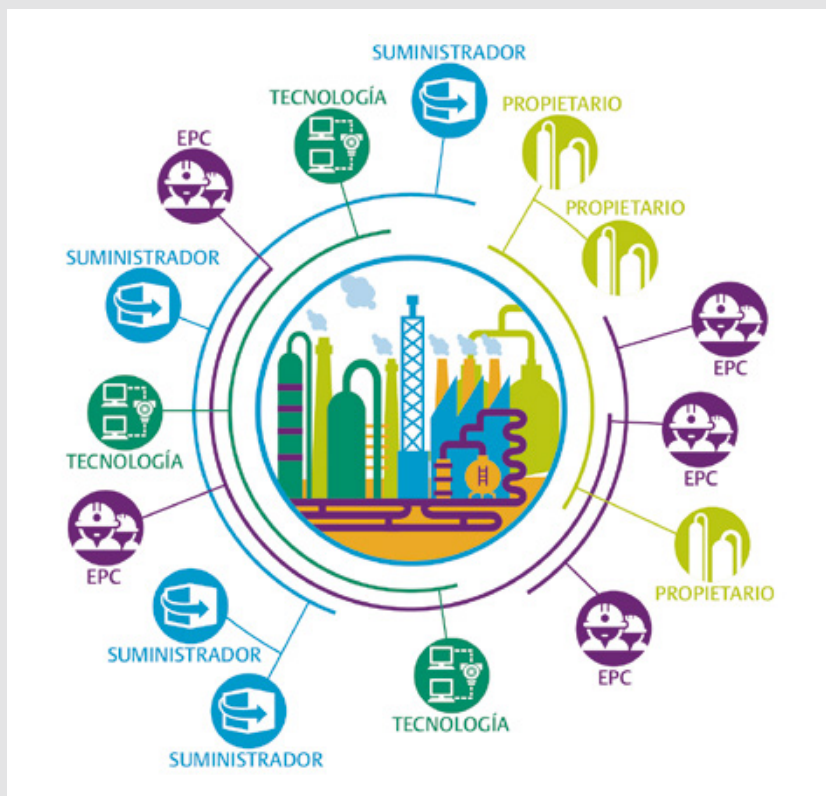 SUMINISTRADOR
TECNOLOGÍA
PROPIETARIO
EPC
PROPIETARIO
SUMINISTRADOR
EPC
TECNOLOGÍA
EPC
EPC
PROPIETARIO
SUMINISTRADOR
EPC
TECNOLOGÍA
SUMINISTRADOR